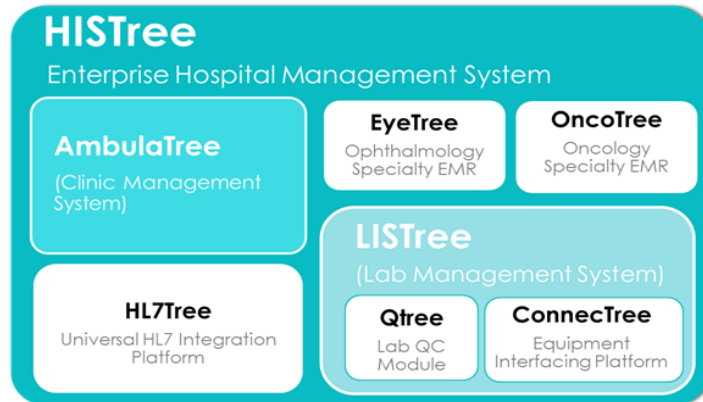 HISTree
Enterprise Hospital Management System
AmbulaTree
(Clinic Management
System)
EyeTree
Ophthalmology
Specialty EMR
OncoTree
Oncology
Specialty EMR
HL7Tree
Universal HL7 Integration
Platform
LISTree
(Lab Management System)
Qtree
Lab QC
Module
ConnecTree
Equipment
Interfacing Platform